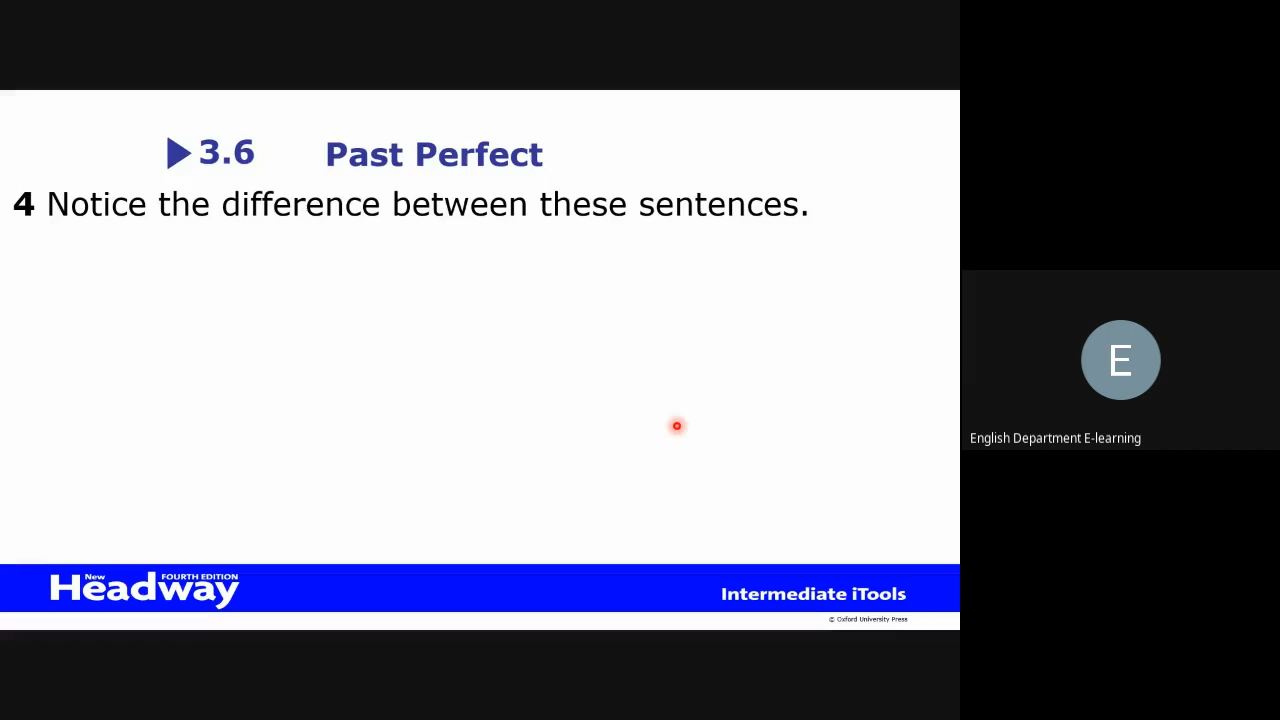 3.6 Past Perfect
4 Notice the difference between these sentences.
E
English Department E-learning
New Headway FOURTH EDITION
Intermediate iTools
© Oxford University Press